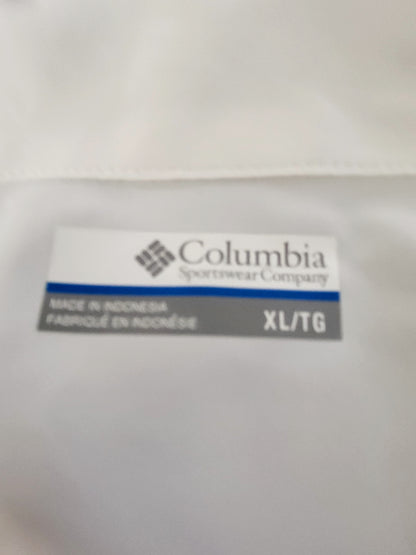 Columbia
Sportswear Company
MADE IN INDONESIA
FABRIQUÉ EN INDONÉSIE
XL/TG